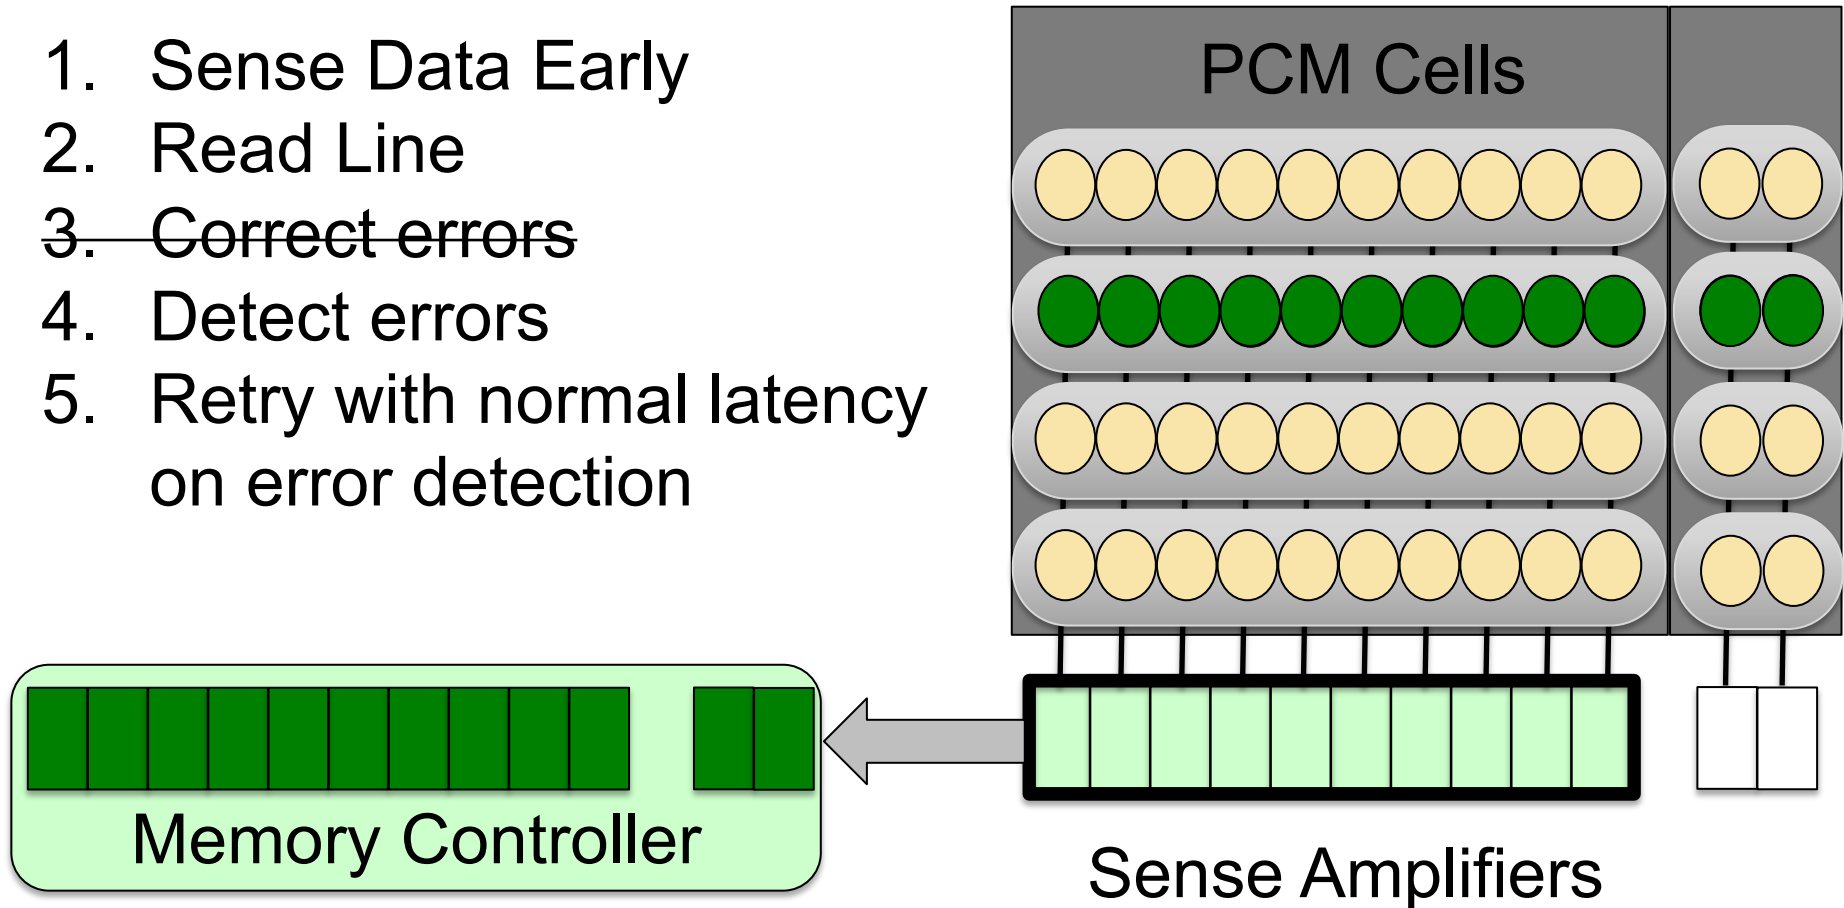 1. Sense Data Early
2. Read Line
3. Correct errors
4. Detect errors
5. Retry with normal latency
on error detection
PCM Cells
Memory Controller
Sense Amplifiers